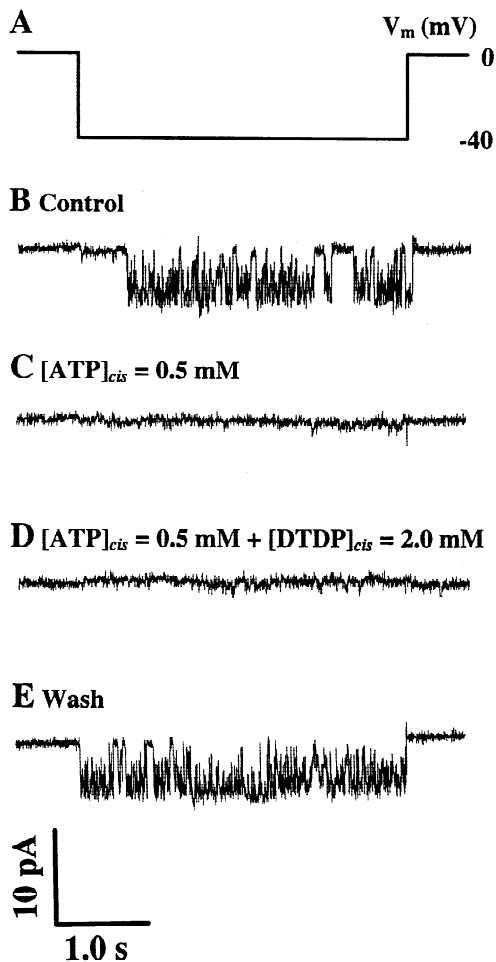 A
Vm (mV)
0
-40
B Control
C [ATP]cis = 0.5 mM
D [ATP]cis = 0.5 mM + [DTDP]cis = 2.0 mM
E Wash
10 pA
1.0 s